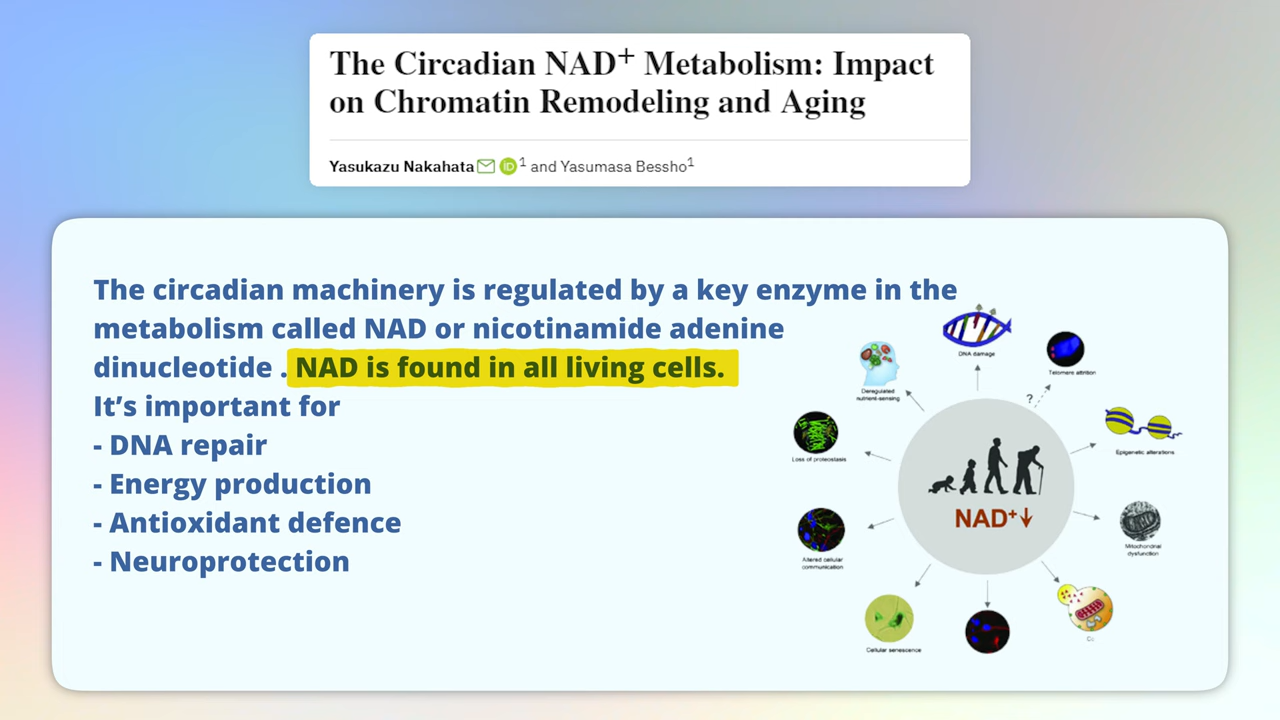 The Circadian NAD+ Metabolism: Impact
on Chromatin Remodeling and Aging
Yasukazu Nakahata iD 1 and Yasumasa Bessho1
The circadian machinery is regulated by a key enzyme in the
metabolism called NAD or nicotinamide adenine
dinucleotide . NAD is found in all living cells.
It’s important for
- DNA repair
- Energy production
- Antioxidant defence
- Neuroprotection
DNA damage
Telomere attrition
?
Deregulated
nutrient-sensing
Epigenetic alterations
Loss of proteostasis
NAD+↓
Mitochondrial
dysfunction
Altered cellular
communication
Cellular senescence